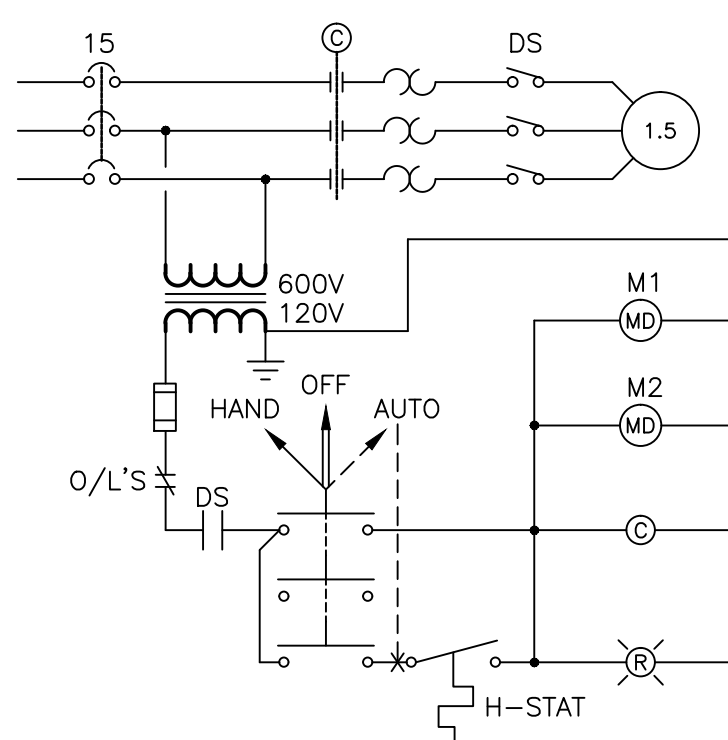 15
C
DS
1.5
600V
120V
M1
MD
M2
MD
HAND
OFF
AUTO
O/L'S
DS
C
R
H-STAT